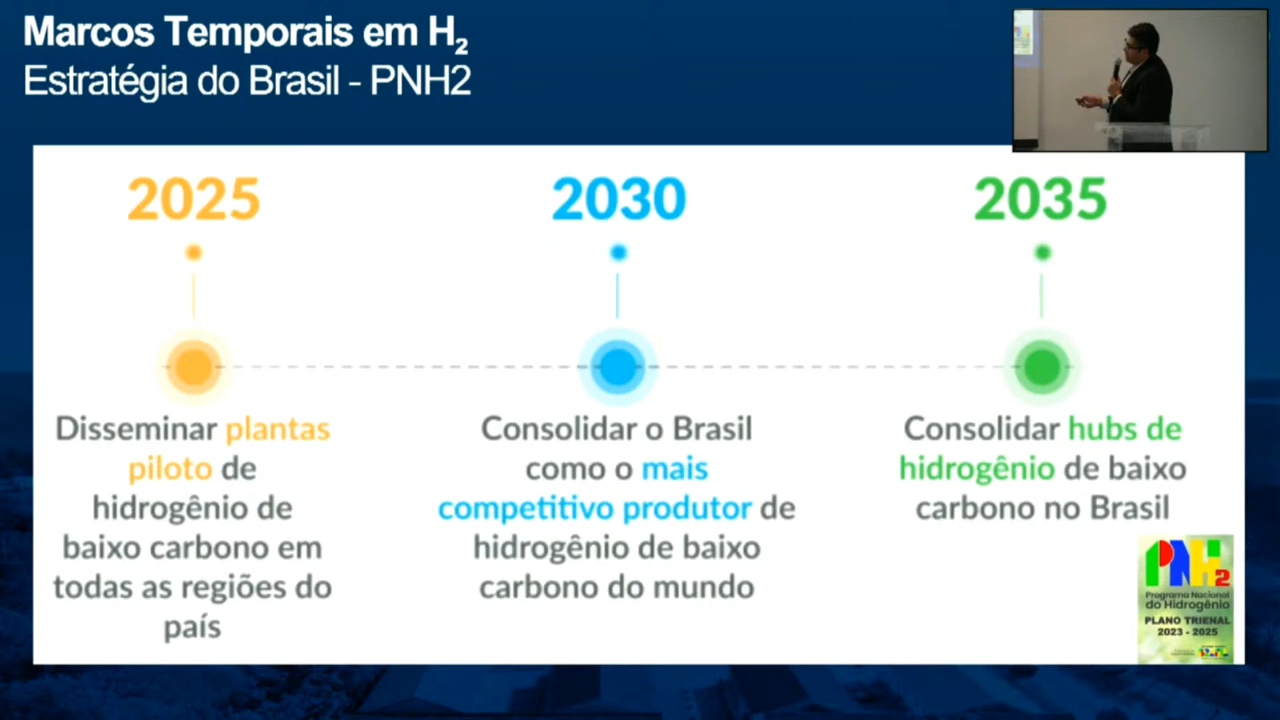 Marcos Temporais em H₂
Estratégia do Brasil - PNH2
2025
2030
2035
Disseminar plantas
piloto de
hidrogênio de
baixo carbono em
todas as regiões do
país
Consolidar o Brasil
como o mais
competitivo produtor de
hidrogênio de baixo
carbono do mundo
Consolidar hubs de
hidrogênio de baixo
carbono no Brasil
PNH2
Programa Nacional
do Hidrogênio
PLANO TRIENAL
2023 - 2025